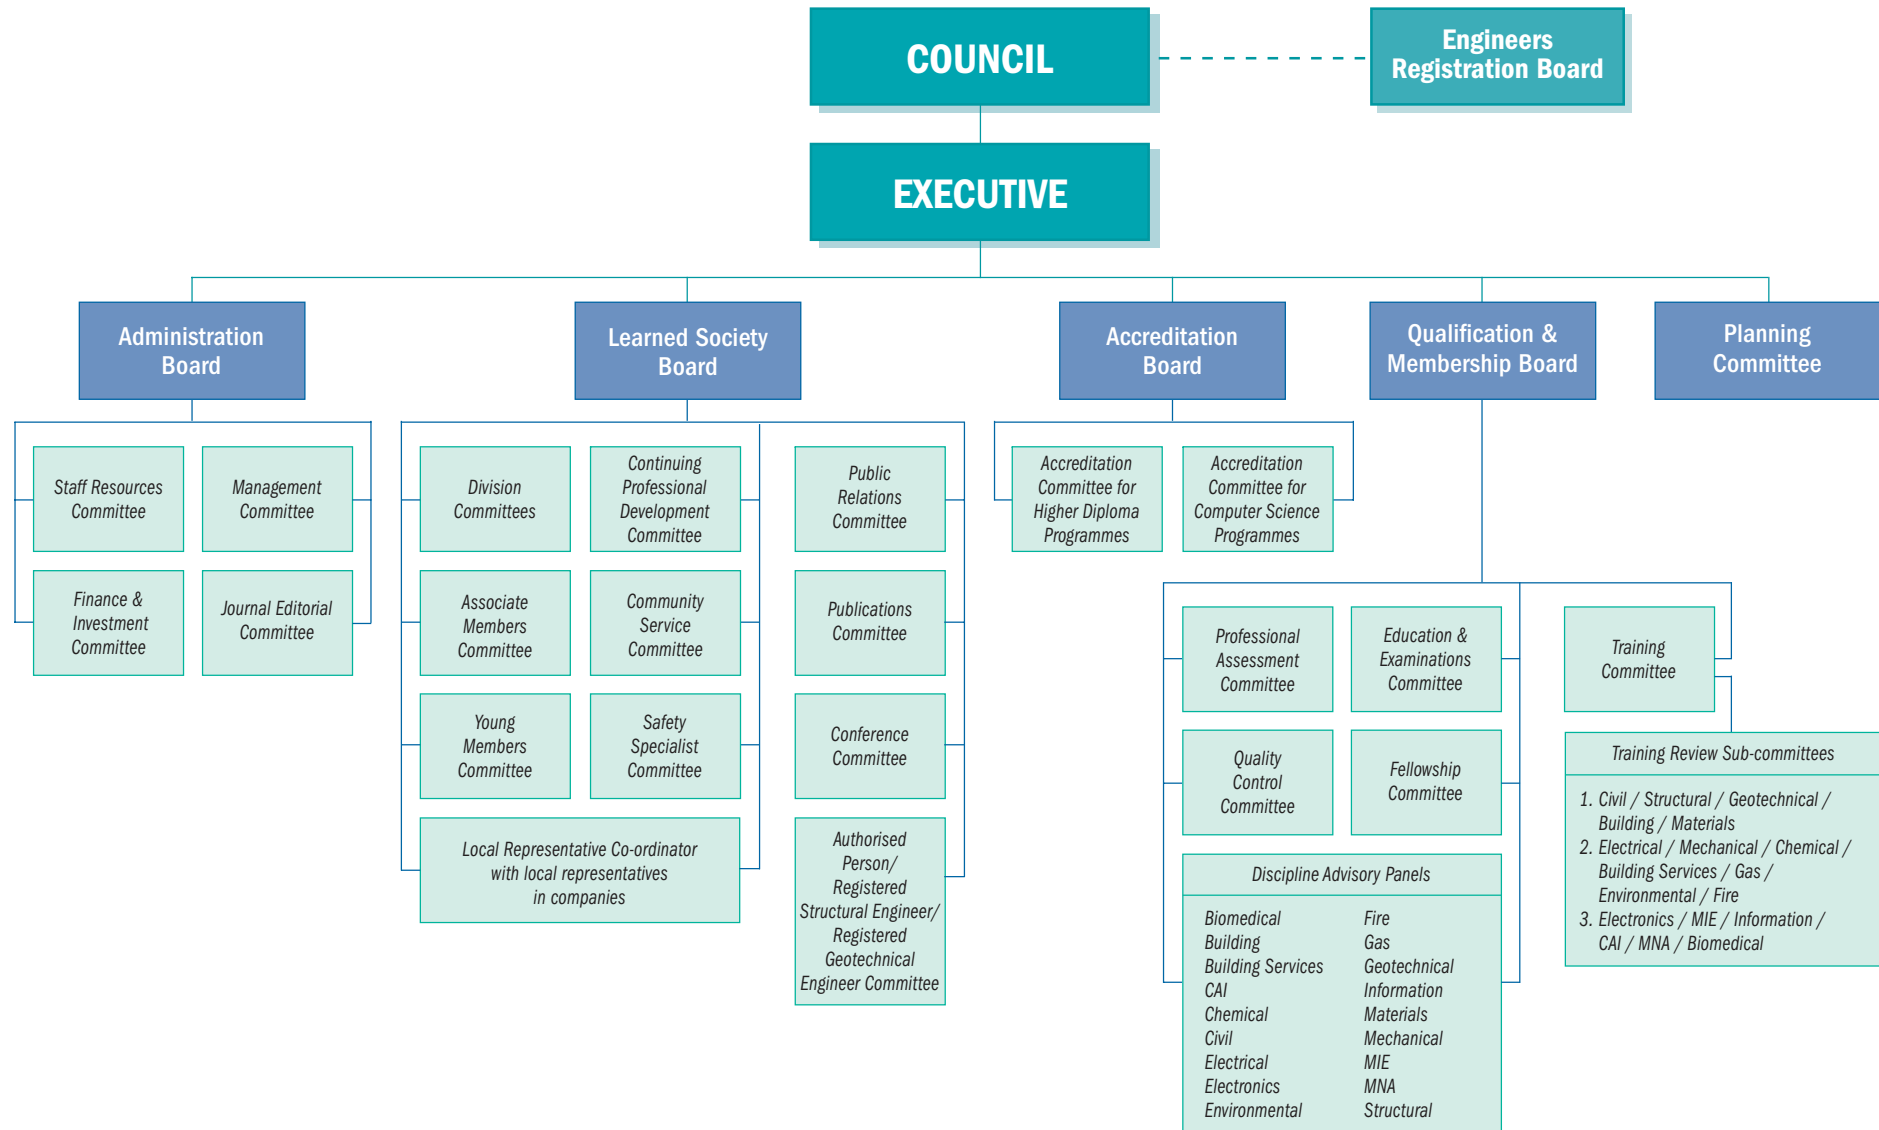 COUNCIL
Engineers
Registration Board
EXECUTIVE
Administration
Board
Learned Society
Board
Accreditation
Board
Qualification &
Membership Board
Planning
Committee
Staff Resources
Committee
Management
Committee
Finance &
Investment
Committee
Journal Editorial
Committee
Division
Committees
Continuing
Professional
Development
Committee
Public
Relations
Committee
Associate
Members
Committee
Community
Service
Committee
Publications
Committee
Young
Members
Committee
Safety
Specialist
Committee
Conference
Committee
Local Representative Co-ordinator
with local representatives
in companies
Authorised
Person/
Registered
Structural Engineer/
Registered
Geotechnical
Engineer Committee
Accreditation
Committee for
Higher Diploma
Programmes
Accreditation
Committee for
Computer Science
Programmes
Professional
Assessment
Committee
Education &
Examinations
Committee
Training
Committee
Quality
Control
Committee
Fellowship
Committee
Discipline Advisory Panels
Biomedical
Building
Building Services
CAI
Chemical
Civil
Electrical
Electronics
Environmental
Fire
Gas
Geotechnical
Information
Materials
Mechanical
MIE
MNA
Structural
Training Review Sub-committees
1. Civil / Structural / Geotechnical /
Building / Materials
2. Electrical / Mechanical / Chemical /
Building Services / Gas /
Environmental / Fire
3. Electronics / MIE / Information /
CAI / MNA / Biomedical